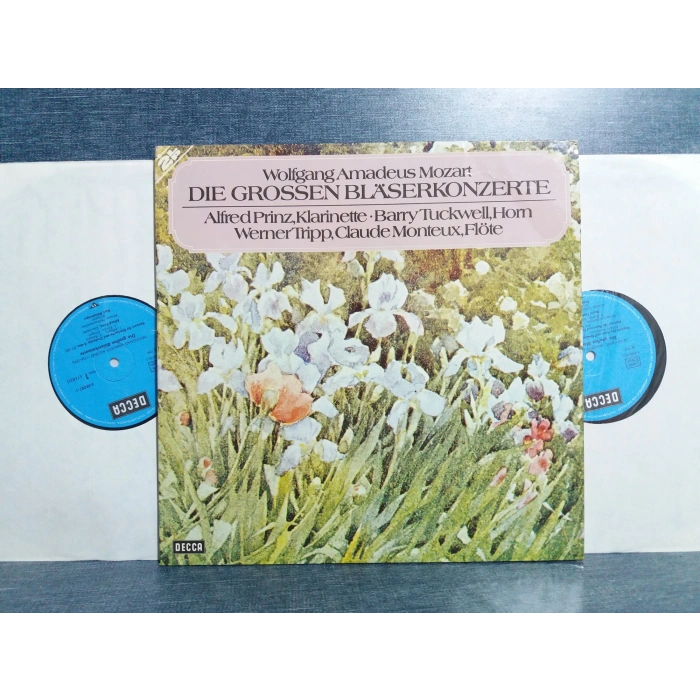 Wolfgang Amadeus Mozart
DIE GROSSEN BLÄSERKONZERTE
Alfred Prinz, Klarinette · Barry Tuckwell, Horn
Werner Tripp, Claude Monteux, Flöte
DECCA
DECCA
DECCA